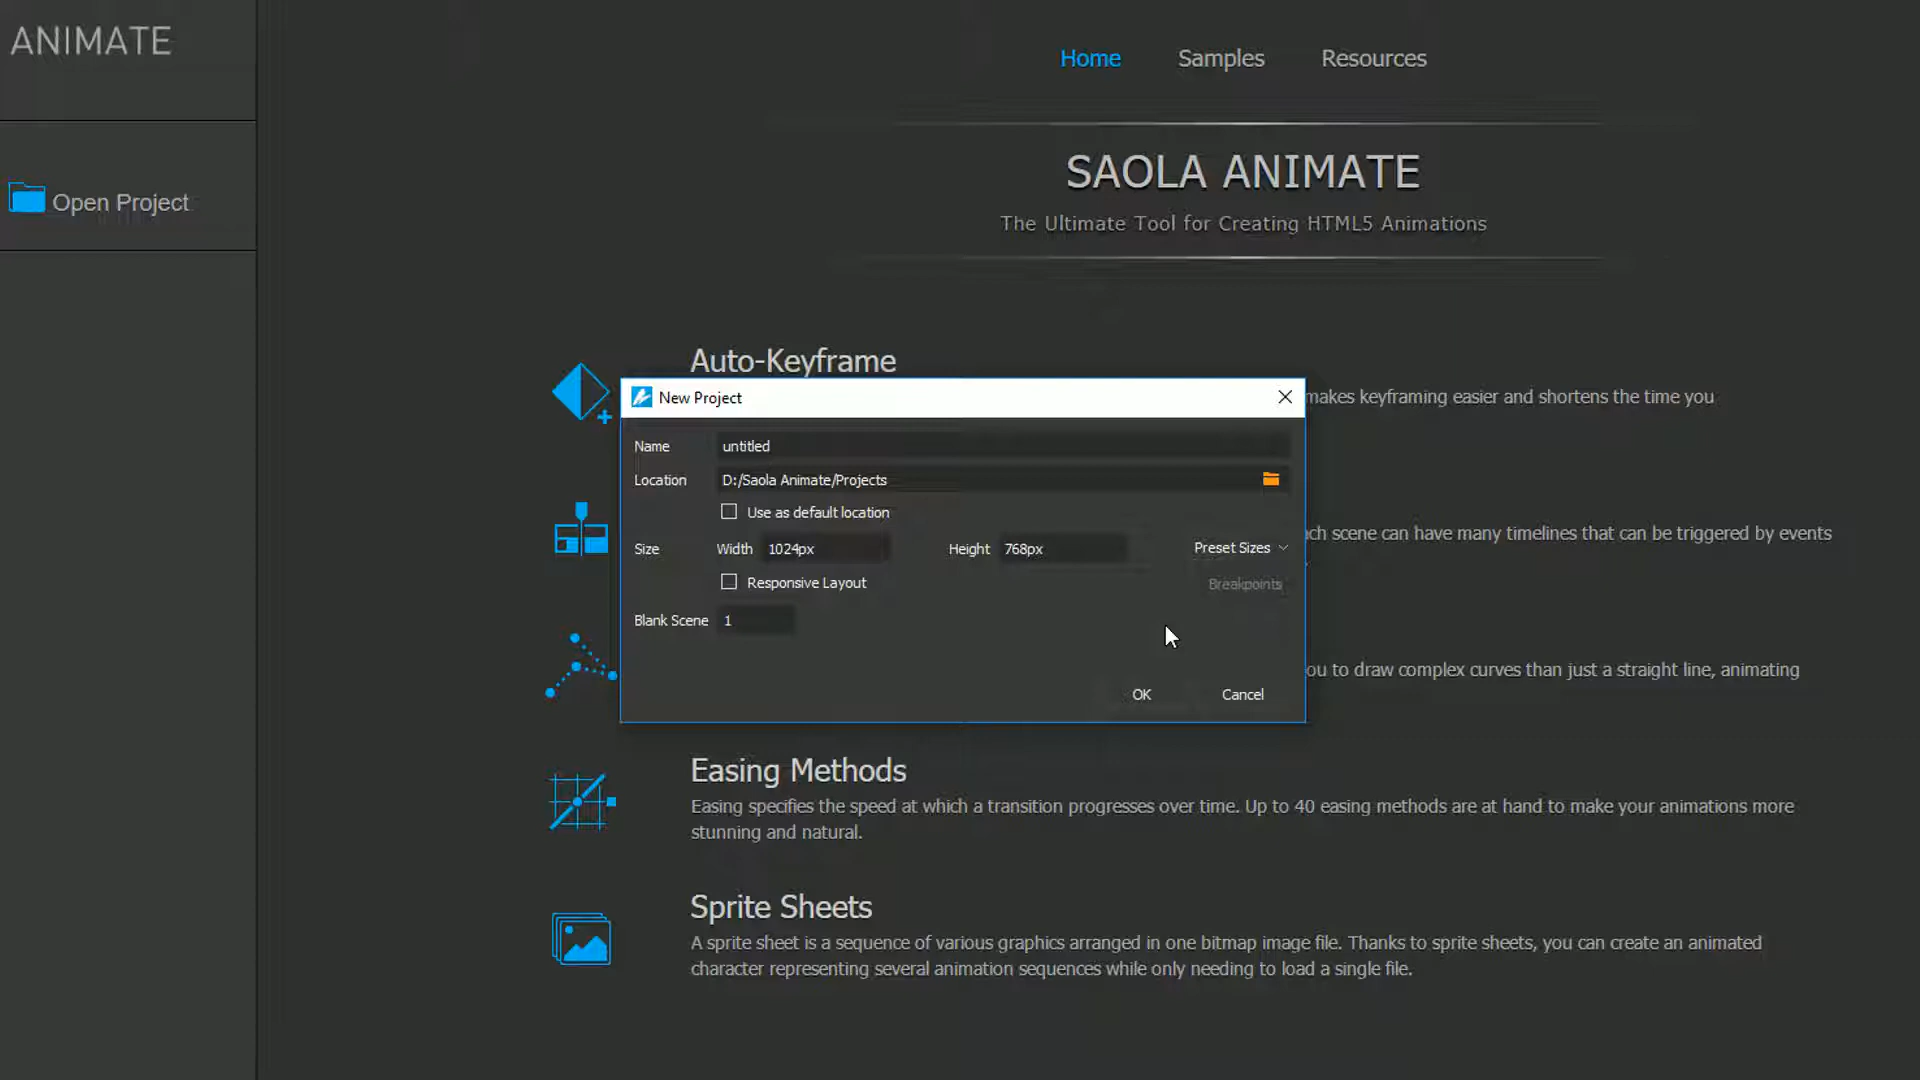 ANIMATE
Home Samples Resources
SAOLA ANIMATE
The Ultimate Tool for Creating HTML5 Animations
Open Project
Auto-Keyframe
makes keyframing easier and shortens the time you
New Project
Name untitled
Location D:/Saola Animate/Projects
Use as default location
Size Width 1024px Height 768px Preset Sizes
Responsive Layout Breakpoints
Blank Scene 1
OK Cancel
ch scene can have many timelines that can be triggered by events
ou to draw complex curves than just a straight line, animating
Easing Methods
Easing specifies the speed at which a transition progresses over time. Up to 40 easing methods are at hand to make your animations more
stunning and natural.
Sprite Sheets
A sprite sheet is a sequence of various graphics arranged in one bitmap image file. Thanks to sprite sheets, you can create an animated
character representing several animation sequences while only needing to load a single file.